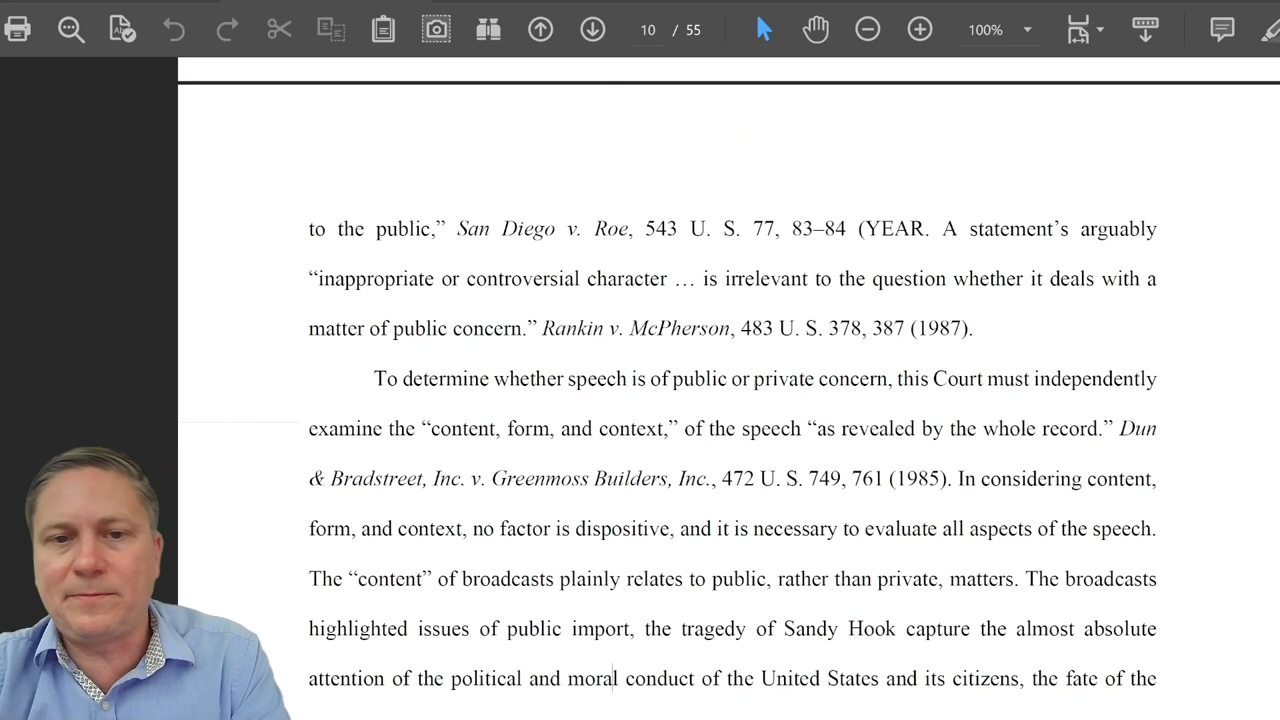 10 / 55
100%
to the public,” San Diego v. Roe, 543 U. S. 77, 83–84 (YEAR. A statement’s arguably
“inappropriate or controversial character … is irrelevant to the question whether it deals with a
matter of public concern.” Rankin v. McPherson, 483 U. S. 378, 387 (1987).
To determine whether speech is of public or private concern, this Court must independently
examine the “content, form, and context,” of the speech “as revealed by the whole record.” Dun
& Bradstreet, Inc. v. Greenmoss Builders, Inc., 472 U. S. 749, 761 (1985). In considering content,
form, and context, no factor is dispositive, and it is necessary to evaluate all aspects of the speech.
The “content” of broadcasts plainly relates to public, rather than private, matters. The broadcasts
highlighted issues of public import, the tragedy of Sandy Hook capture the almost absolute
attention of the political and moral conduct of the United States and its citizens, the fate of the